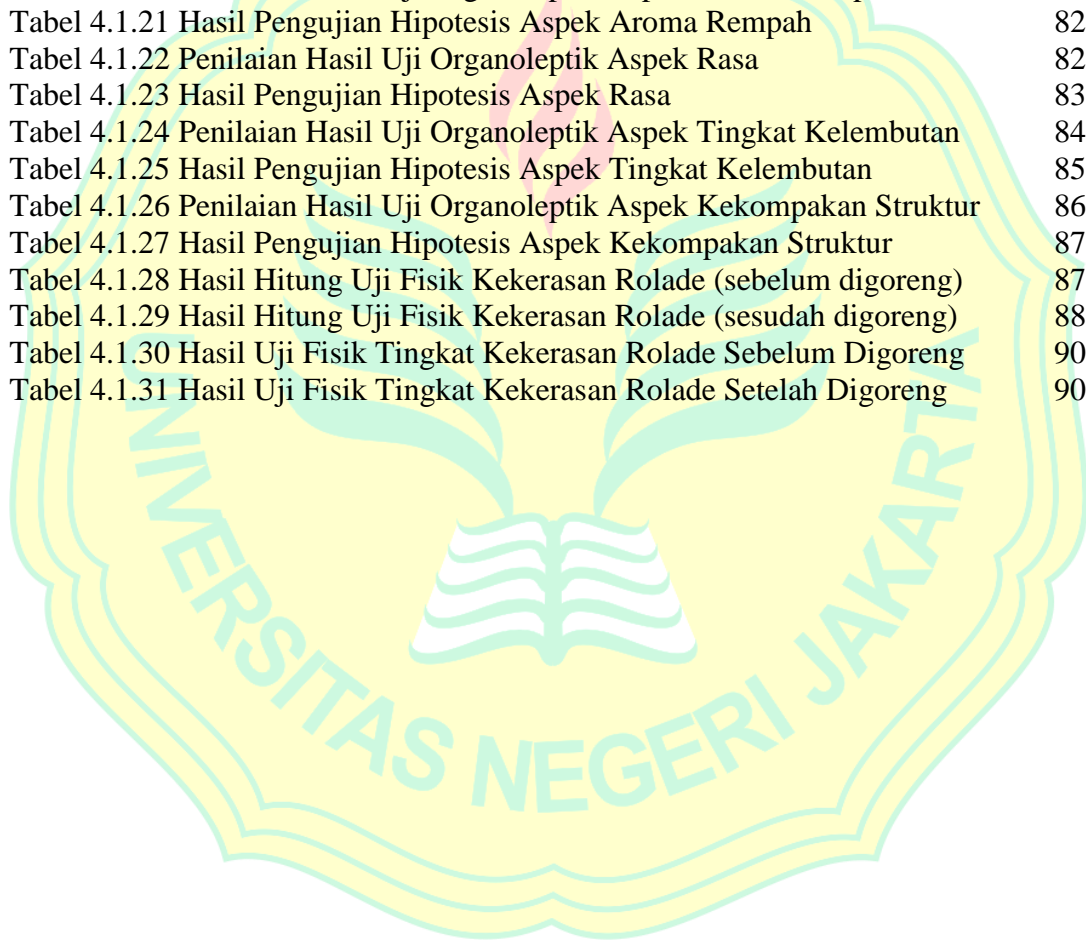 Tabel 4.1.21 Hasil Pengujian Hipotesis Aspek Aroma Rempah 82
Tabel 4.1.22 Penilaian Hasil Uji Organoleptik Aspek Rasa 82
Tabel 4.1.23 Hasil Pengujian Hipotesis Aspek Rasa 83
Tabel 4.1.24 Penilaian Hasil Uji Organoleptik Aspek Tingkat Kelembutan 84
Tabel 4.1.25 Hasil Pengujian Hipotesis Aspek Tingkat Kelembutan 85
Tabel 4.1.26 Penilaian Hasil Uji Organoleptik Aspek Kekompakan Struktur 86
Tabel 4.1.27 Hasil Pengujian Hipotesis Aspek Kekompakan Struktur 87
Tabel 4.1.28 Hasil Hitung Uji Fisik Kekerasan Rolade (sebelum digoreng) 87
Tabel 4.1.29 Hasil Hitung Uji Fisik Kekerasan Rolade (sesudah digoreng) 88
Tabel 4.1.30 Hasil Uji Fisik Tingkat Kekerasan Rolade Sebelum Digoreng 90
Tabel 4.1.31 Hasil Uji Fisik Tingkat Kekerasan Rolade Setelah Digoreng 90
UNIVERSITAS NEGERI JAKARTA